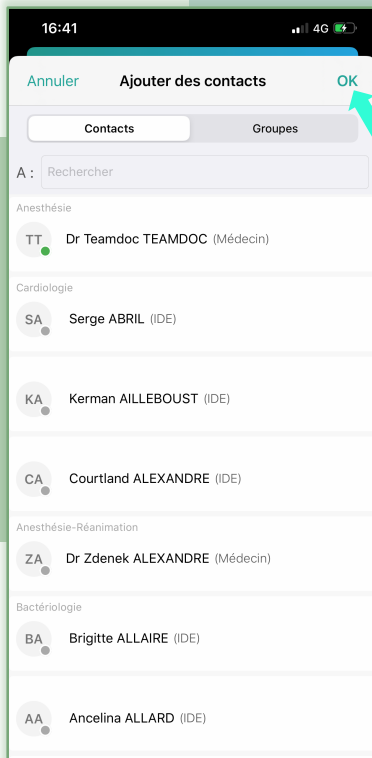 16:41 4G
Annuler Ajouter des contacts OK
Contacts Groupes
A : Rechercher
Anesthésie
TT Dr Teamdoc TEAMDOC (Médecin)
Cardiologie
SA Serge ABRIL (IDE)
KA Kerman AILLEBOUST (IDE)
CA Courtland ALEXANDRE (IDE)
Anesthésie-Réanimation
ZA Dr Zdenek ALEXANDRE (Médecin)
Bactériologie
BA Brigitte ALLAIRE (IDE)
AA Ancelina ALLARD (IDE)